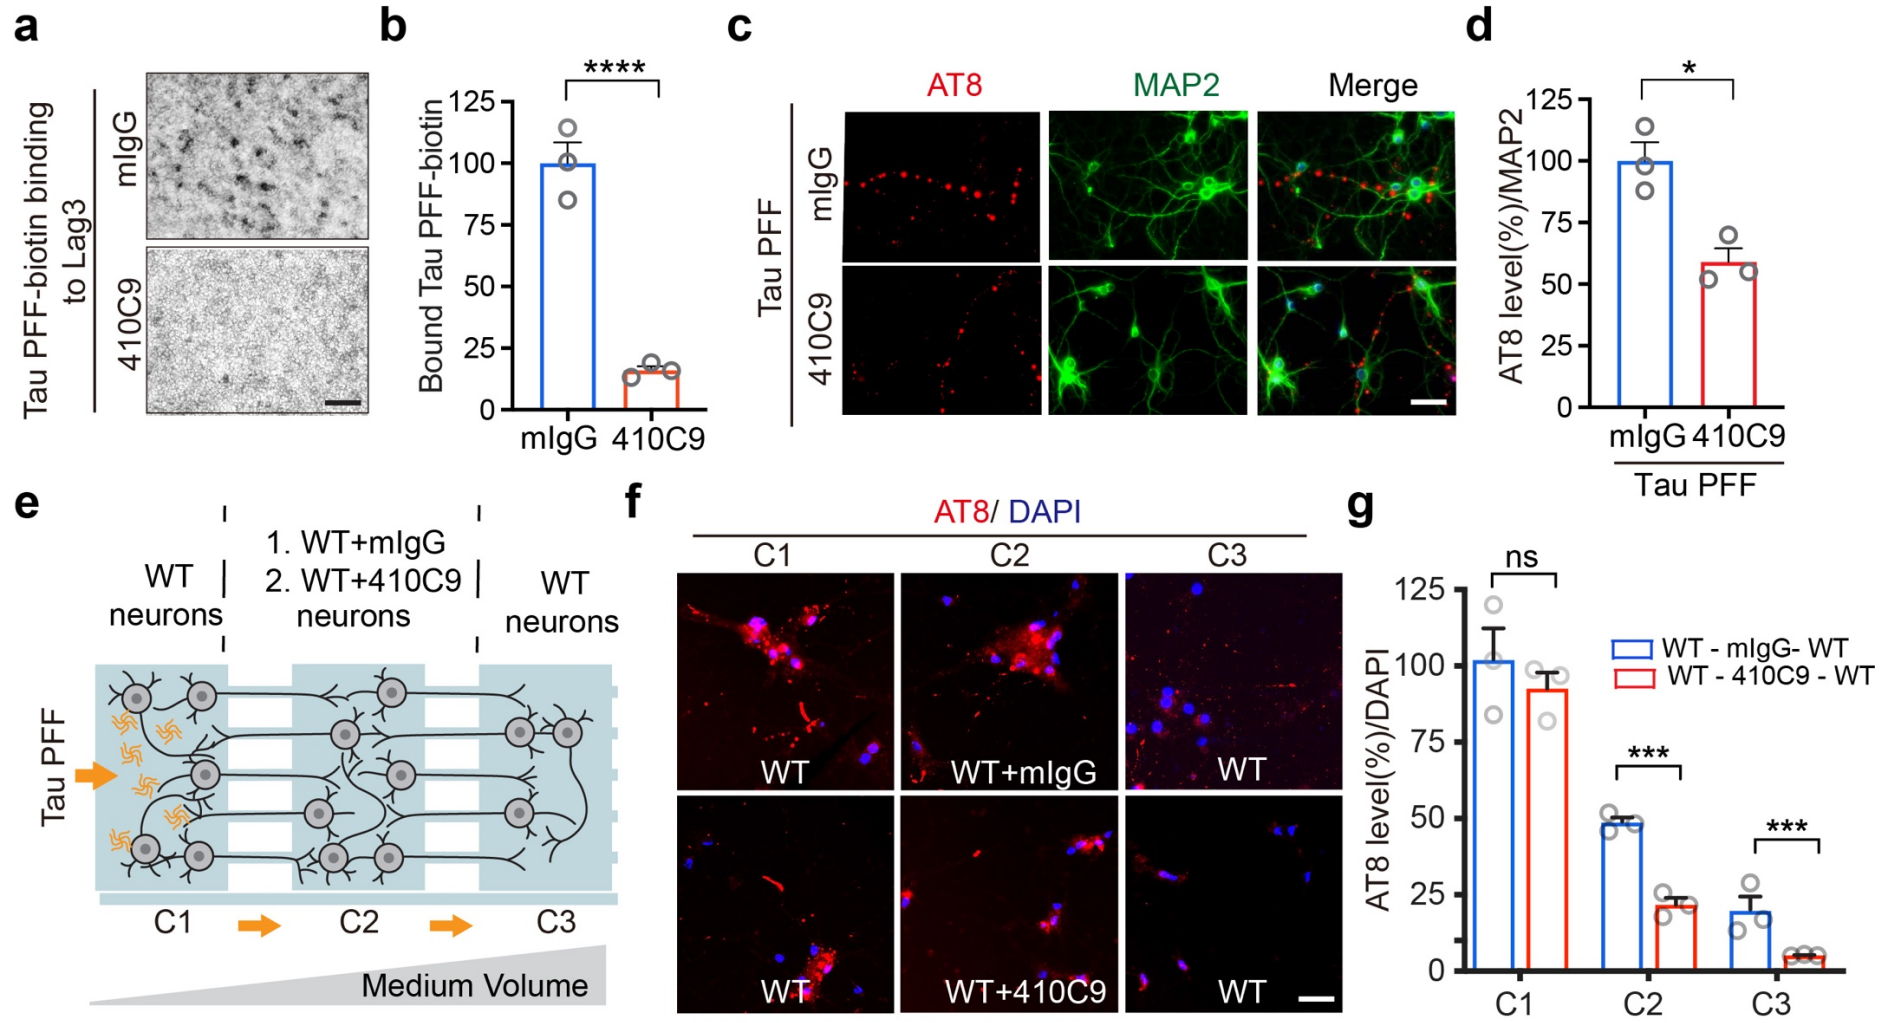 a
Tau PFF-biotin binding
to Lag3
mIgG
410C9
b
****
Bound Tau PFF-biotin
125
100
75
50
25
0
mIgG 410C9
c
AT8 MAP2 Merge
Tau PFF
mIgG
410C9
d
*
AT8 level(%)/MAP2
125
100
75
50
25
0
mIgG 410C9
Tau PFF
e
WT
neurons
1. WT+mIgG
2. WT+410C9
neurons
WT
neurons
Tau PFF
C1 C2 C3
Medium Volume
f
AT8/ DAPI
C1 C2 C3
WT WT+mIgG WT
WT WT+410C9 WT
g
AT8 level(%)/DAPI
125
100
75
50
25
0
ns
***
***
WT - mIgG- WT
WT - 410C9 - WT
C1 C2 C3